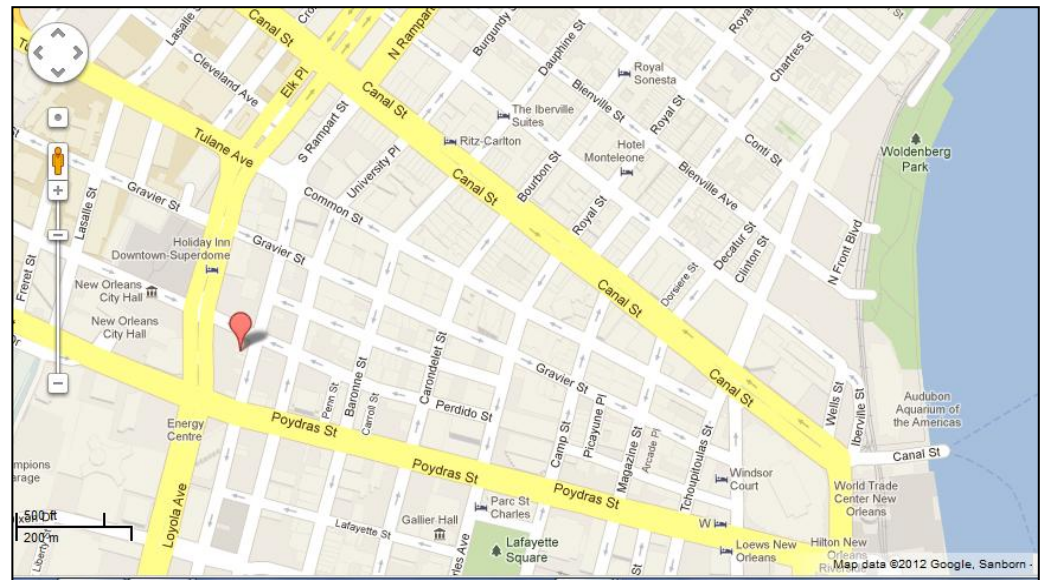 Canal St
N Rampart
Burgundy St
Dauphine St
Royal
Sonesta
Chartres St
Lasalle St
Cleveland Ave
Elk Pl
Canal St
Bienville St
Royal St
The Iberville
Suites
Tulane Ave
S Rampart St
Ritz-Carlton
Hotel
Monteleone
Conti St
Woldenberg
Park
University Pl
Bourbon St
Bienville Ave
Gravier St
Common St
Canal St
Royal St
Lasalle St
Holiday Inn
Downtown-Superdome
Gravier St
Decatur St
Clinton St
N Front Blvd
Freret St
New Orleans
City Hall
Dorsiere St
Canal St
New Orleans
City Hall
Gravier St
Canal St
Penn St
Baronne St
Carroll St
Carondelet St
Perdido St
Wells St
Iberville St
Audubon
Aquarium of
the Americas
Energy
Centre
Poydras St
Camp St
Picayune Pl
Magazine St
Arcade Pl
Tchoupitoulas St
Canal St
Poydras St
Poydras St
Windsor
Court
World Trade
Center New
Orleans
Loyola Ave
Parc St
Charles
500 ft
200 m
Liberty St
Lafayette St
Gallier Hall
Lafayette
Square
W
Loews New
Orleans
Hilton New
Orleans
Riverside
Map data ©2012 Google, Sanborn -